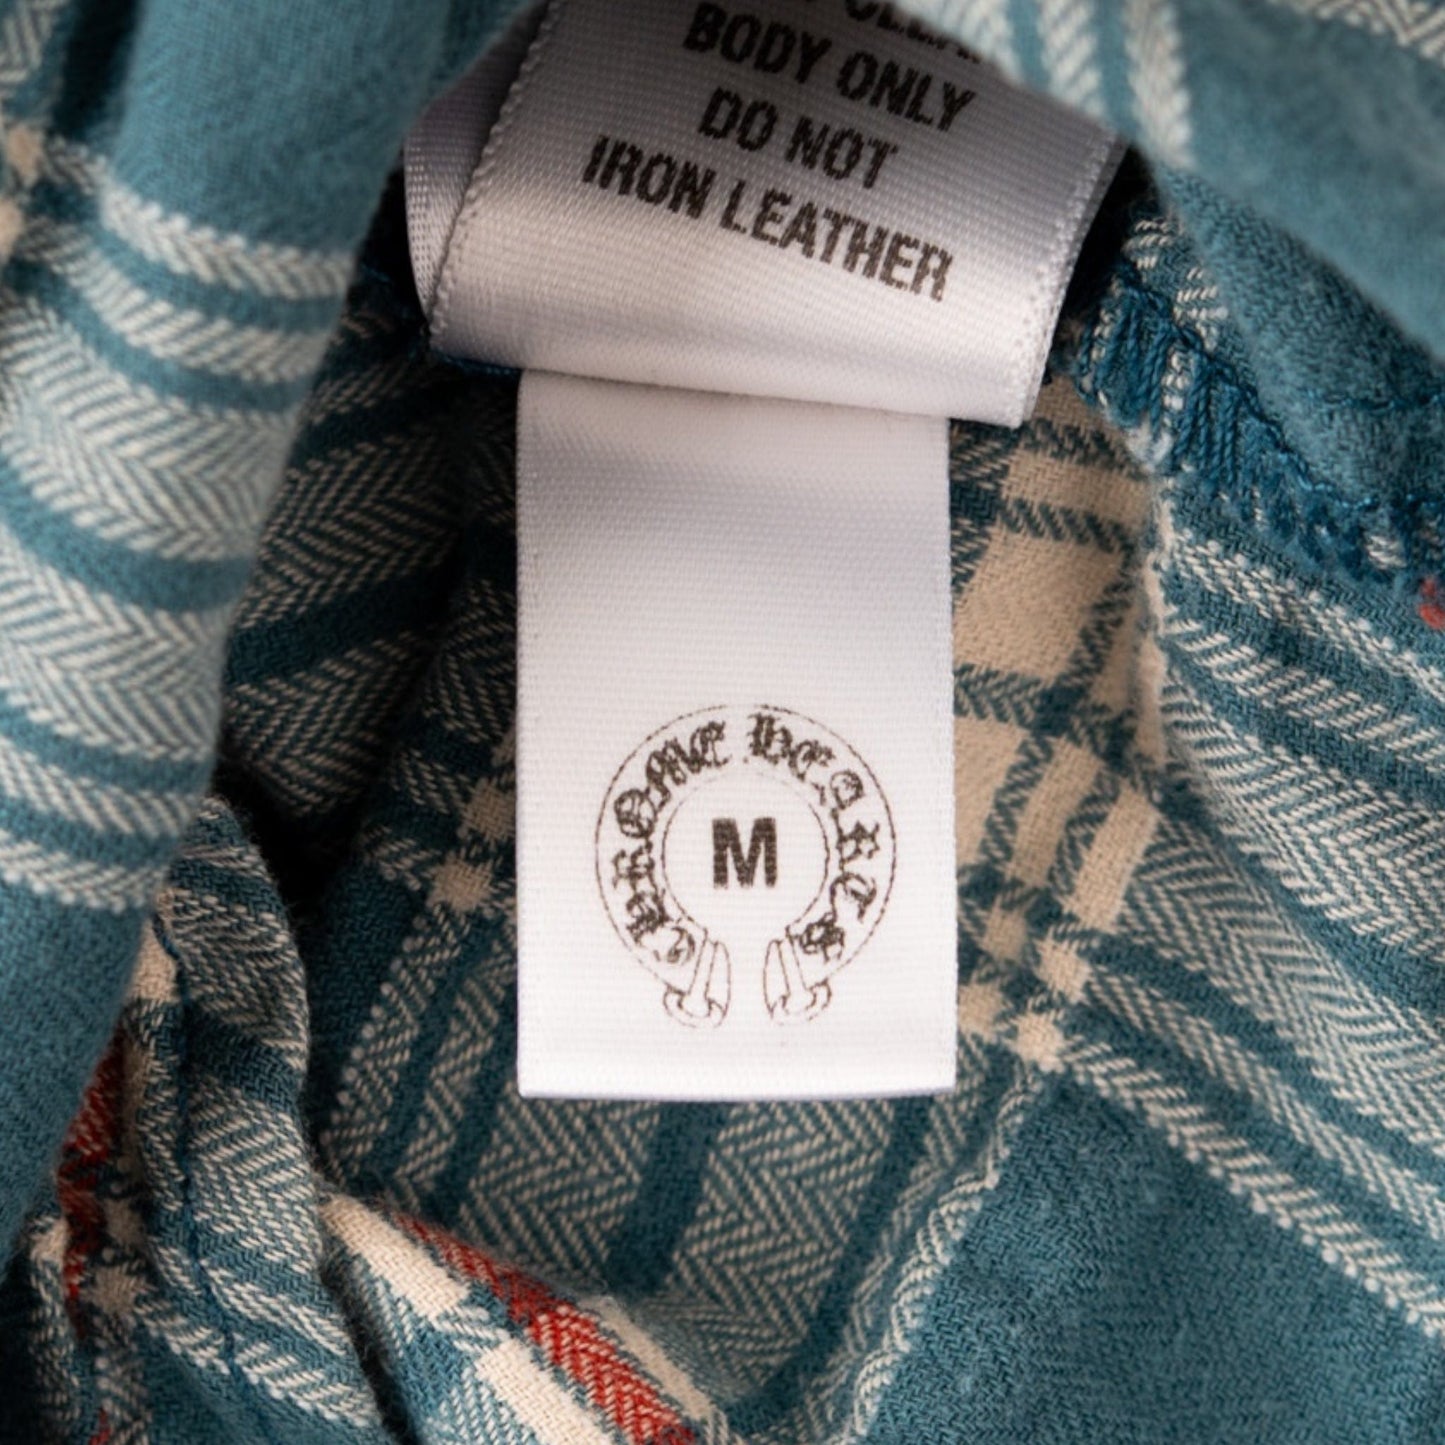 BODY ONLY
DO NOT
IRON LEATHER
CHROME HEARTS
M